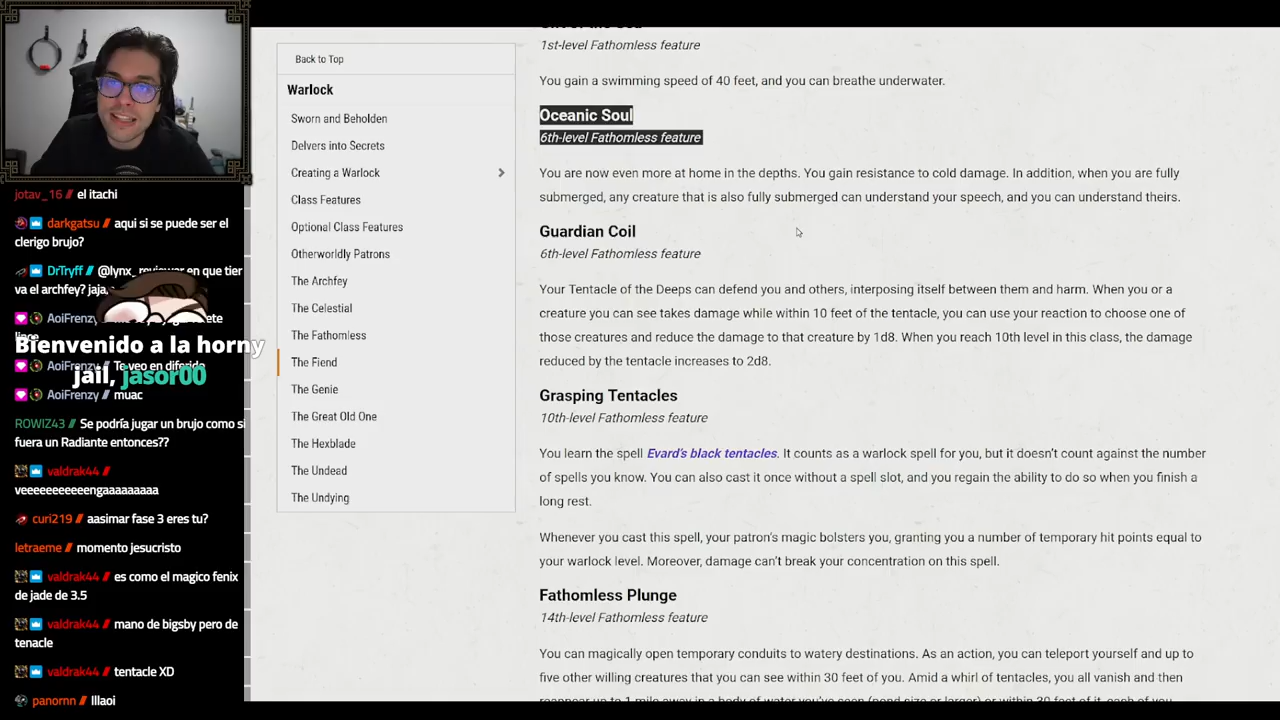 jotav_16 // el itachi
darkgatsu // aqui si se puede ser el
clerigo brujo?
DrTryff // @lynx_reviewer en que tier
va el archfey? jaja
AoiFrenzy
Bienvenido a la horny
jail, jasor00
AoiFrenzy // Te veo en diferido
AoiFrenzy // muac
ROWIZ43 // Se podría jugar un brujo como si
fuera un Radiante entonces??
valdrak44 //
veeeeeeeeeengaaaaaaaaa
curi219 // aasimar fase 3 eres tu?
letraeme // momento jesucristo
valdrak44 // es como el magico fenix
de jade de 3.5
valdrak44 // mano de bigsby pero de
tenacle
valdrak44 // tentacle XD
panornn // Illaoi
Back to Top
Warlock
Sworn and Beholden
Delvers into Secrets
Creating a Warlock
Class Features
Optional Class Features
Otherworldly Patrons
The Archfey
The Celestial
The Fathomless
The Fiend
The Genie
The Great Old One
The Hexblade
The Undead
The Undying
1st-level Fathomless feature
You gain a swimming speed of 40 feet, and you can breathe underwater.
Oceanic Soul
6th-level Fathomless feature
You are now even more at home in the depths. You gain resistance to cold damage. In addition, when you are fully
submerged, any creature that is also fully submerged can understand your speech, and you can understand theirs.
Guardian Coil
6th-level Fathomless feature
Your Tentacle of the Deeps can defend you and others, interposing itself between them and harm. When you or a
creature you can see takes damage while within 10 feet of the tentacle, you can use your reaction to choose one of
those creatures and reduce the damage to that creature by 1d8. When you reach 10th level in this class, the damage
reduced by the tentacle increases to 2d8.
Grasping Tentacles
10th-level Fathomless feature
You learn the spell Evard's black tentacles. It counts as a warlock spell for you, but it doesn't count against the number
of spells you know. You can also cast it once without a spell slot, and you regain the ability to do so when you finish a
long rest.
Whenever you cast this spell, your patron's magic bolsters you, granting you a number of temporary hit points equal to
your warlock level. Moreover, damage can't break your concentration on this spell.
Fathomless Plunge
14th-level Fathomless feature
You can magically open temporary conduits to watery destinations. As an action, you can teleport yourself and up to
five other willing creatures that you can see within 30 feet of you. Amid a whirl of tentacles, you all vanish and then